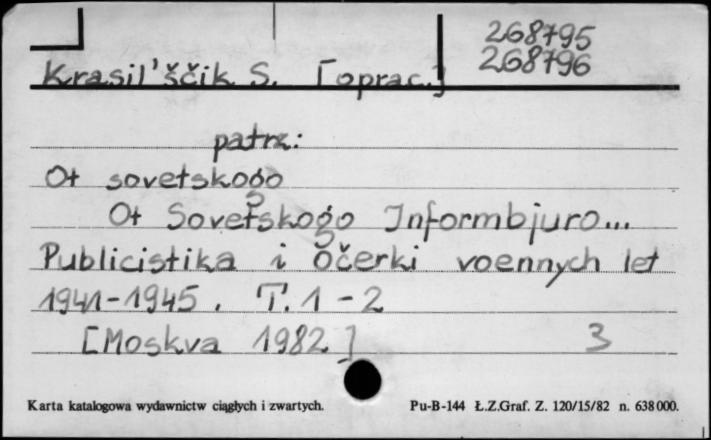 268795
268796
Krasil'ščik S. [oprac.]
patrz:
Ot sovetskogo
Ot Sovetskogo Informbjuro...
Publicistika i očerki voennych let
1941-1945. T. 1-2
[Moskva 1982]
3
Karta katalogowa wydawnictw ciągłych i zwartych.
Pu-B-144 Ł.Z.Graf. Z. 120/15/82 n. 638000.